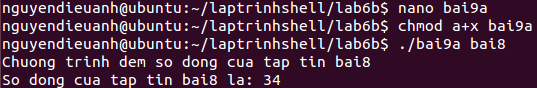 nguyendieuanh@ubuntu:~/laptrinhshell/lab6b$ nano bai9a
nguyendieuanh@ubuntu:~/laptrinhshell/lab6b$ chmod a+x bai9a
nguyendieuanh@ubuntu:~/laptrinhshell/lab6b$ ./bai9a bai8
Chuong trinh dem so dong cua tap tin bai8
So dong cua tap tin bai8 la: 34